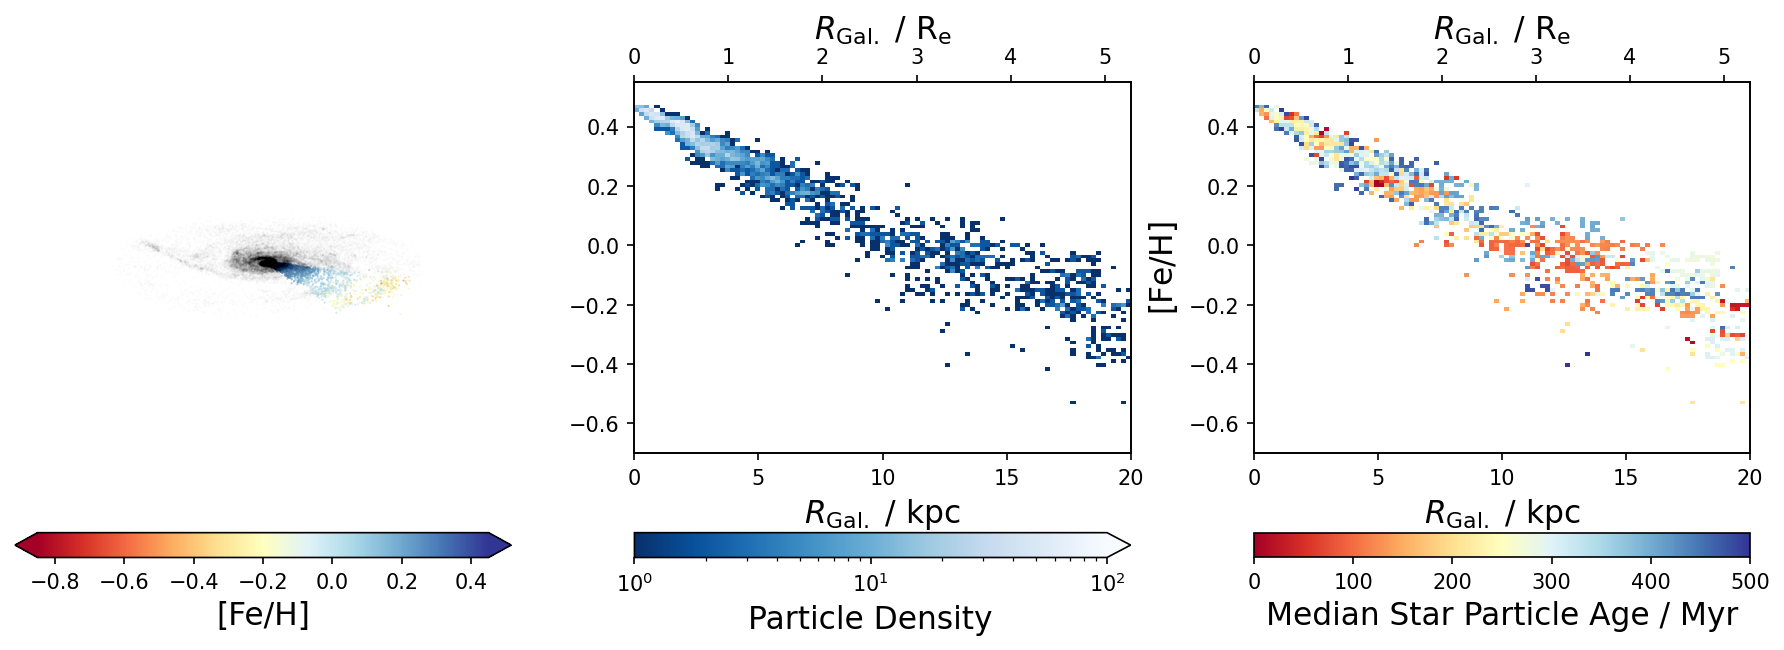 R_Gal. / R_e
0 1 2 3 4 5
0.4
0.2
0.0
−0.2
−0.4
−0.6
0 5 10 15 20
R_Gal. / kpc
10^0 10^1 10^2
Particle Density
R_Gal. / R_e
0 1 2 3 4 5
[Fe/H]
0.4
0.2
0.0
−0.2
−0.4
−0.6
0 5 10 15 20
R_Gal. / kpc
0 100 200 300 400 500
Median Star Particle Age / Myr
−0.8 −0.6 −0.4 −0.2 0.0 0.2 0.4
[Fe/H]